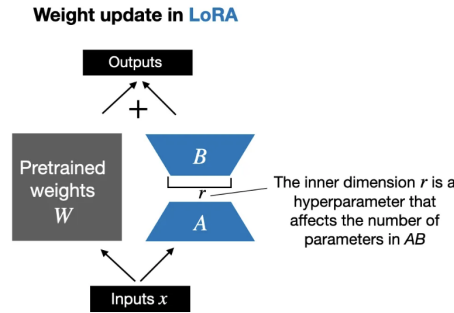 Weight update in LoRA
Outputs
+
Pretrained
weights
W
B
r
A
The inner dimension r is a
hyperparameter that
affects the number of
parameters in AB
Inputs x